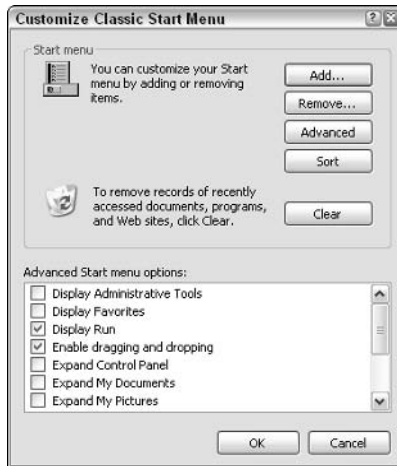 Customize Classic Start Menu
Start menu
You can customize your Start
menu by adding or removing
items.
Add...
Remove...
Advanced
Sort
To remove records of recently
accessed documents, programs,
and Web sites, click Clear.
Clear
Advanced Start menu options:
Display Administrative Tools
Display Favorites
Display Run
Enable dragging and dropping
Expand Control Panel
Expand My Documents
Expand My Pictures
OK
Cancel